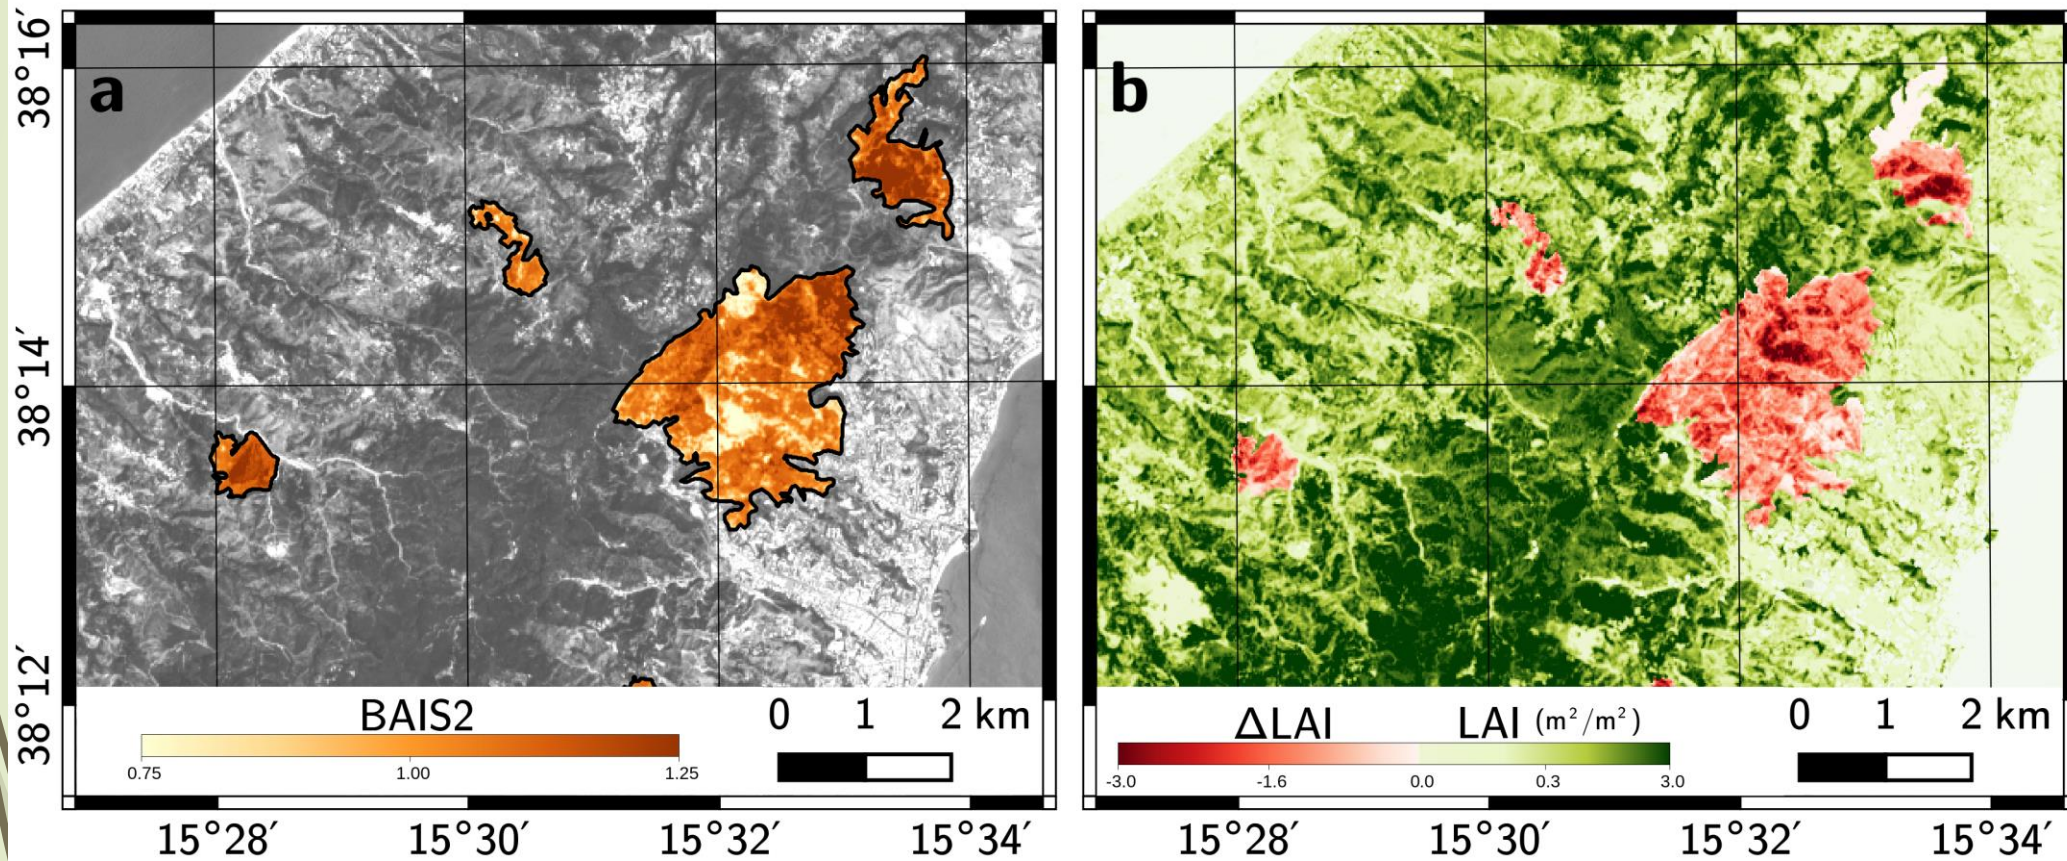 a
b
38°16′
38°14′
38°12′
BAIS2
0.75 1.00 1.25
0 1 2 km
ΔLAI LAI (m²/m²)
-3.0 -1.6 0.0 0.3 3.0
0 1 2 km
15°28′ 15°30′ 15°32′ 15°34′
15°28′ 15°30′ 15°32′ 15°34′